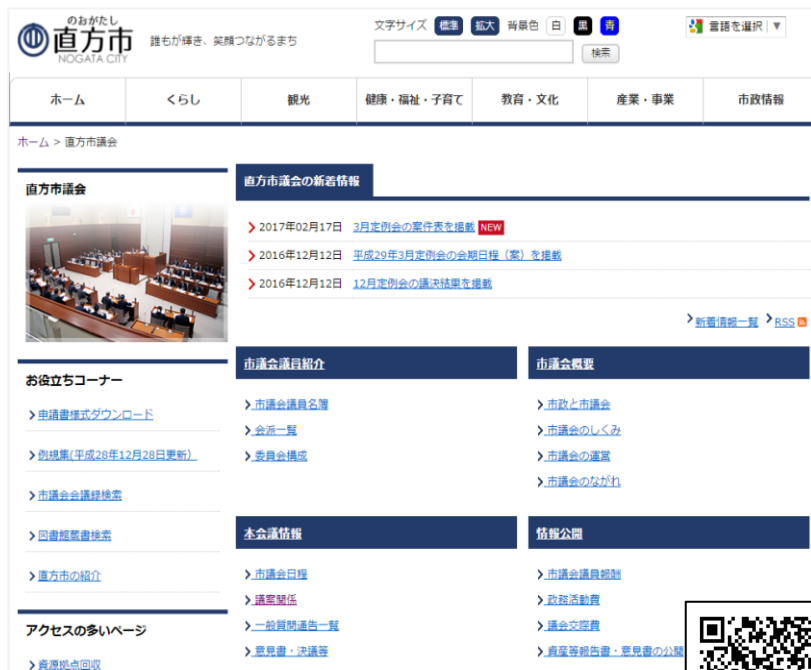 のおがたし
直方市
NOGATA CITY
誰もが輝き、笑顔つながるまち
文字サイズ 標準 拡大 背景色 白 黒 青
言語を選択 ▼
検索
ホーム くらし 観光 健康・福祉・子育て 教育・文化 産業・事業 市政情報
ホーム > 直方市議会
直方市議会
直方市議会の新着情報
2017年02月17日 3月定例会の案件表を掲載 NEW
2016年12月12日 平成29年3月定例会の会期日程（案）を掲載
2016年12月12日 12月定例会の議決結果を掲載
新着情報一覧 RSS
お役立ちコーナー
申請書様式ダウンロード
例規集(平成28年12月28日更新）
市議会会議録検索
図書館蔵書検索
直方市の紹介
アクセスの多いページ
資源拠点回収
市議会議員紹介
市議会議員名簿
会派一覧
委員会構成
市議会概要
市政と市議会
市議会のしくみ
市議会の運営
市議会のながれ
本会議情報
市議会日程
議案関係
一般質問通告一覧
意見書・決議等
情報公開
市議会議員報酬
政務活動費
議会交際費
資産等報告書・意見書の公開